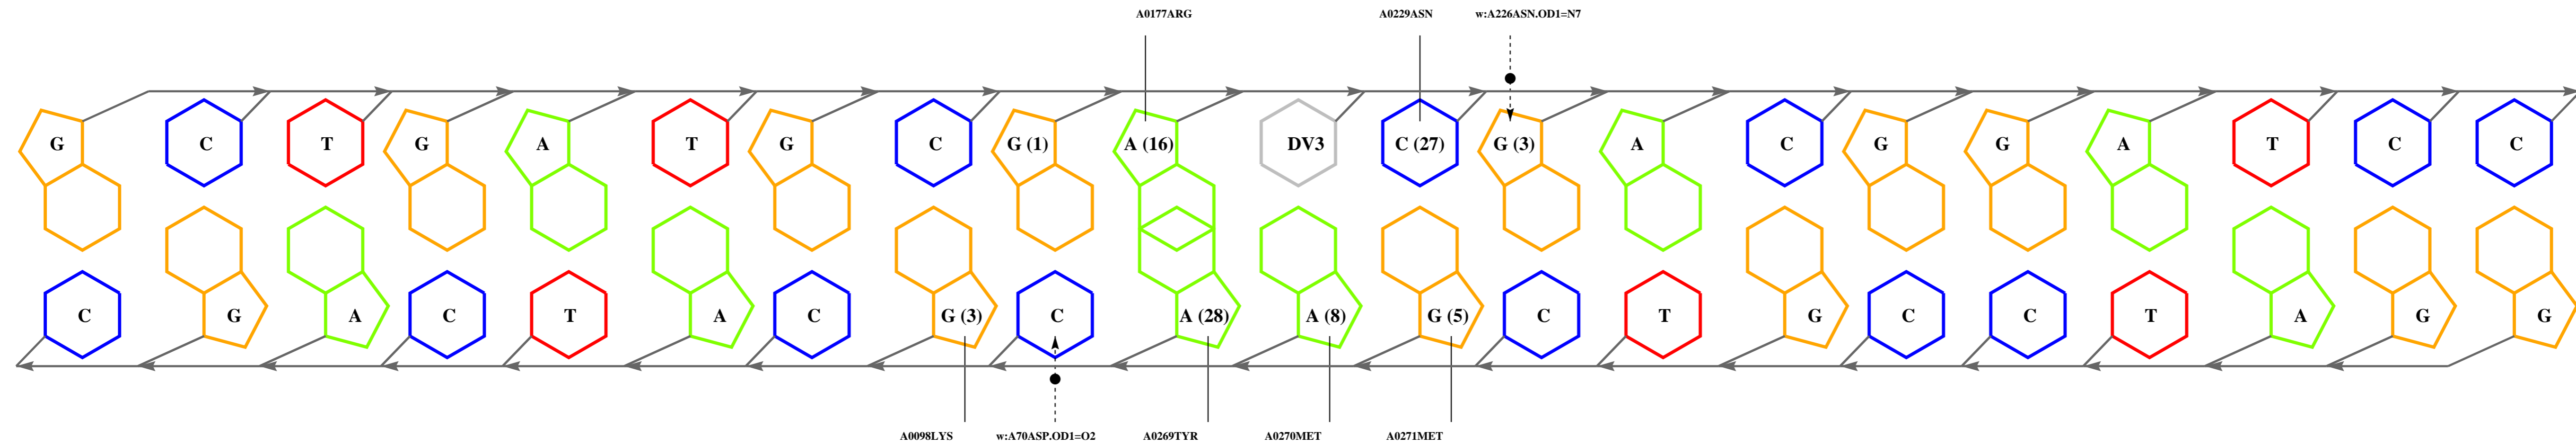 A0177ARG A0229ASN w:A226ASN.OD1=N7
G C T G A T G C G (1) A (16) DV3 C (27) G (3) A C G G A T C C
C G A C T A C G (3) C A (28) A (8) G (5) C T G C C T A G G
A0098LYS w:A70ASP.OD1=O2 A0269TYR A0270MET A0271MET